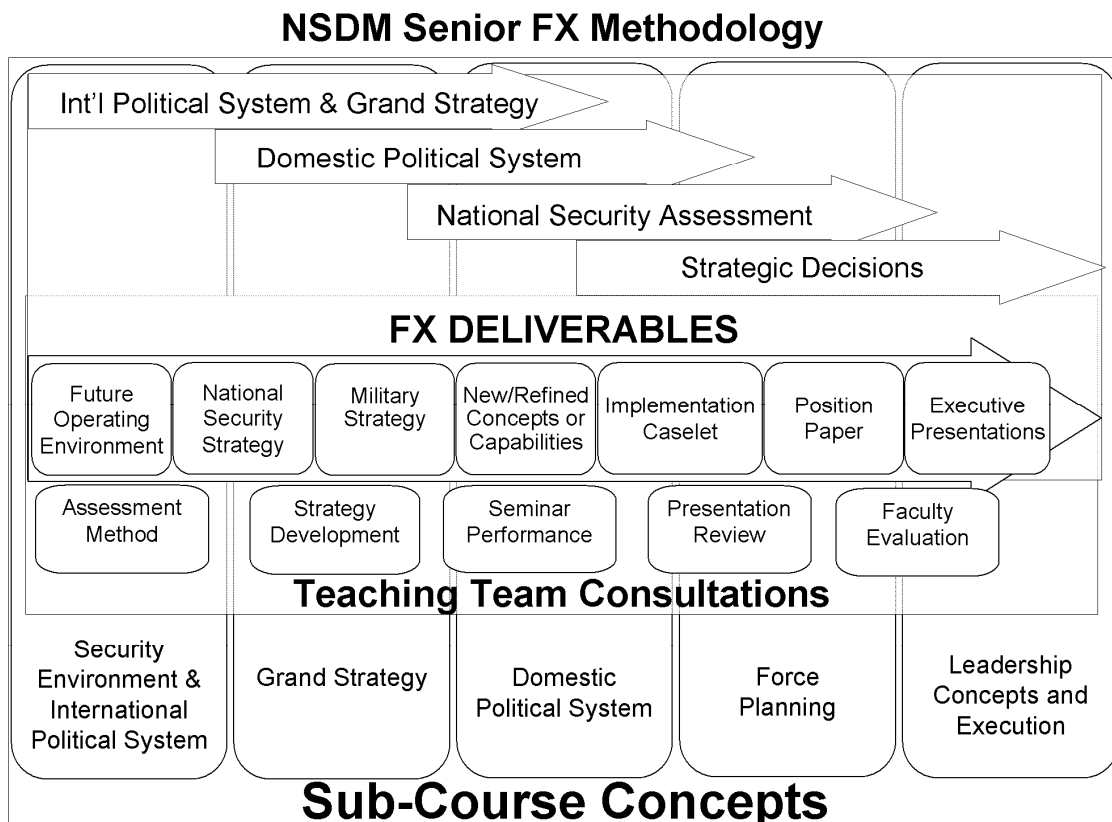 NSDM Senior FX Methodology
Int'l Political System & Grand Strategy
Domestic Political System
National Security Assessment
Strategic Decisions
FX DELIVERABLES
Future
Operating
Environment
National
Security
Strategy
Military
Strategy
New/Refined
Concepts or
Capabilities
Implementation
Caselet
Position
Paper
Executive
Presentations
Assessment
Method
Strategy
Development
Seminar
Performance
Presentation
Review
Faculty
Evaluation
Teaching Team Consultations
Security
Environment &
International
Political System
Grand Strategy
Domestic
Political System
Force
Planning
Leadership
Concepts and
Execution
Sub-Course Concepts